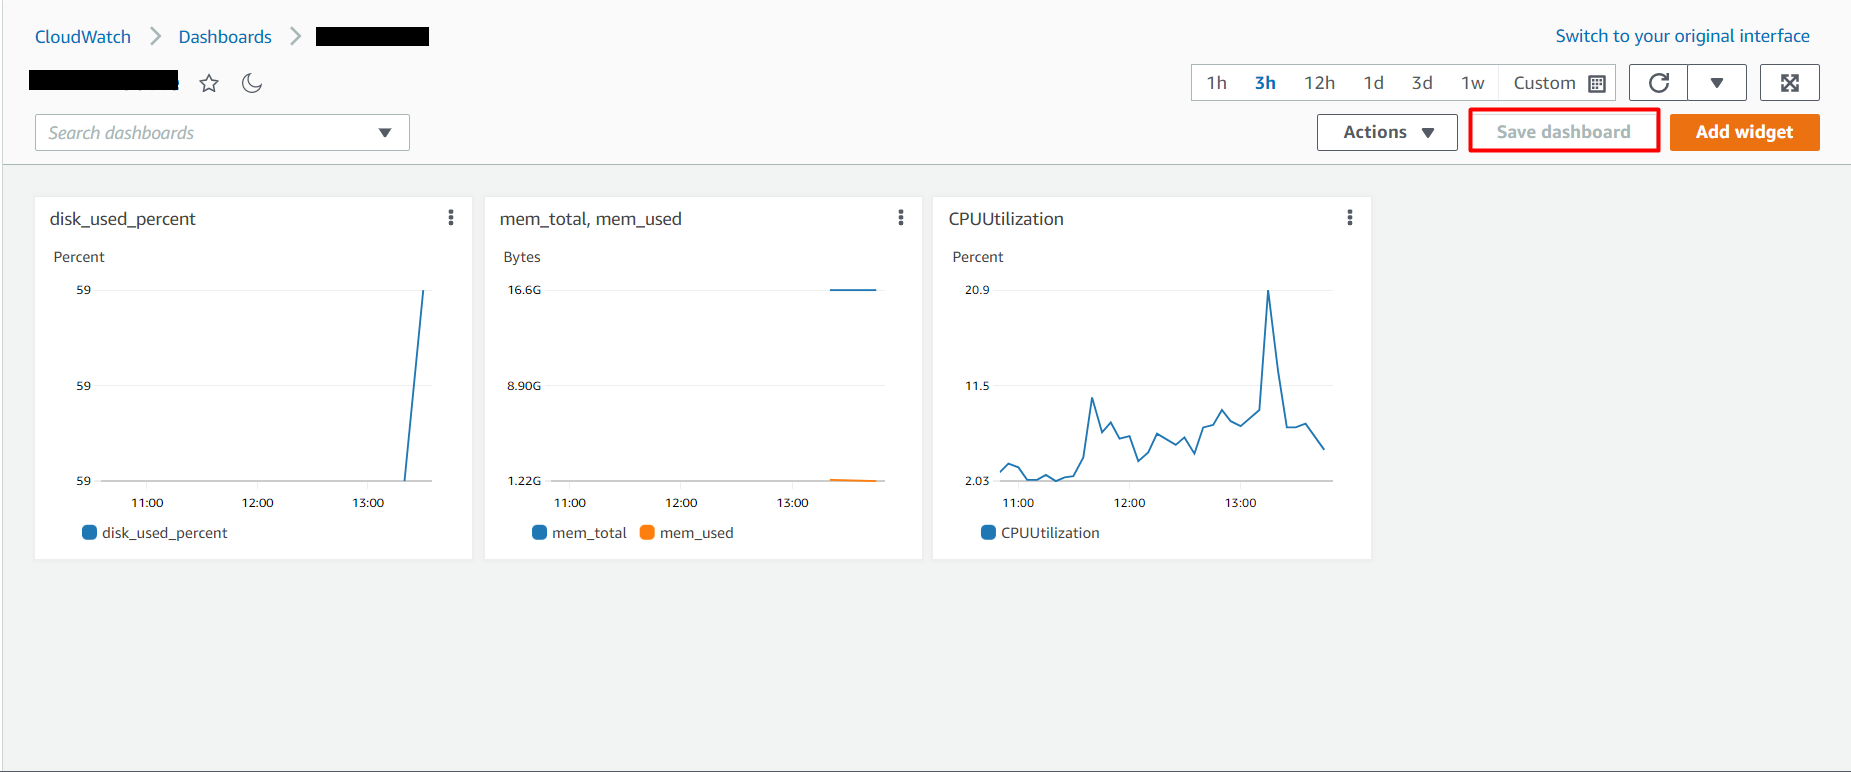 CloudWatch > Dashboards >
Switch to your original interface
1h 3h 12h 1d 3d 1w Custom
Search dashboards
Actions
Save dashboard
Add widget
disk_used_percent
Percent
59
59
59
11:00 12:00 13:00
disk_used_percent
mem_total, mem_used
Bytes
16.6G
8.90G
1.22G
11:00 12:00 13:00
mem_total mem_used
CPUUtilization
Percent
20.9
11.5
2.03
11:00 12:00 13:00
CPUUtilization